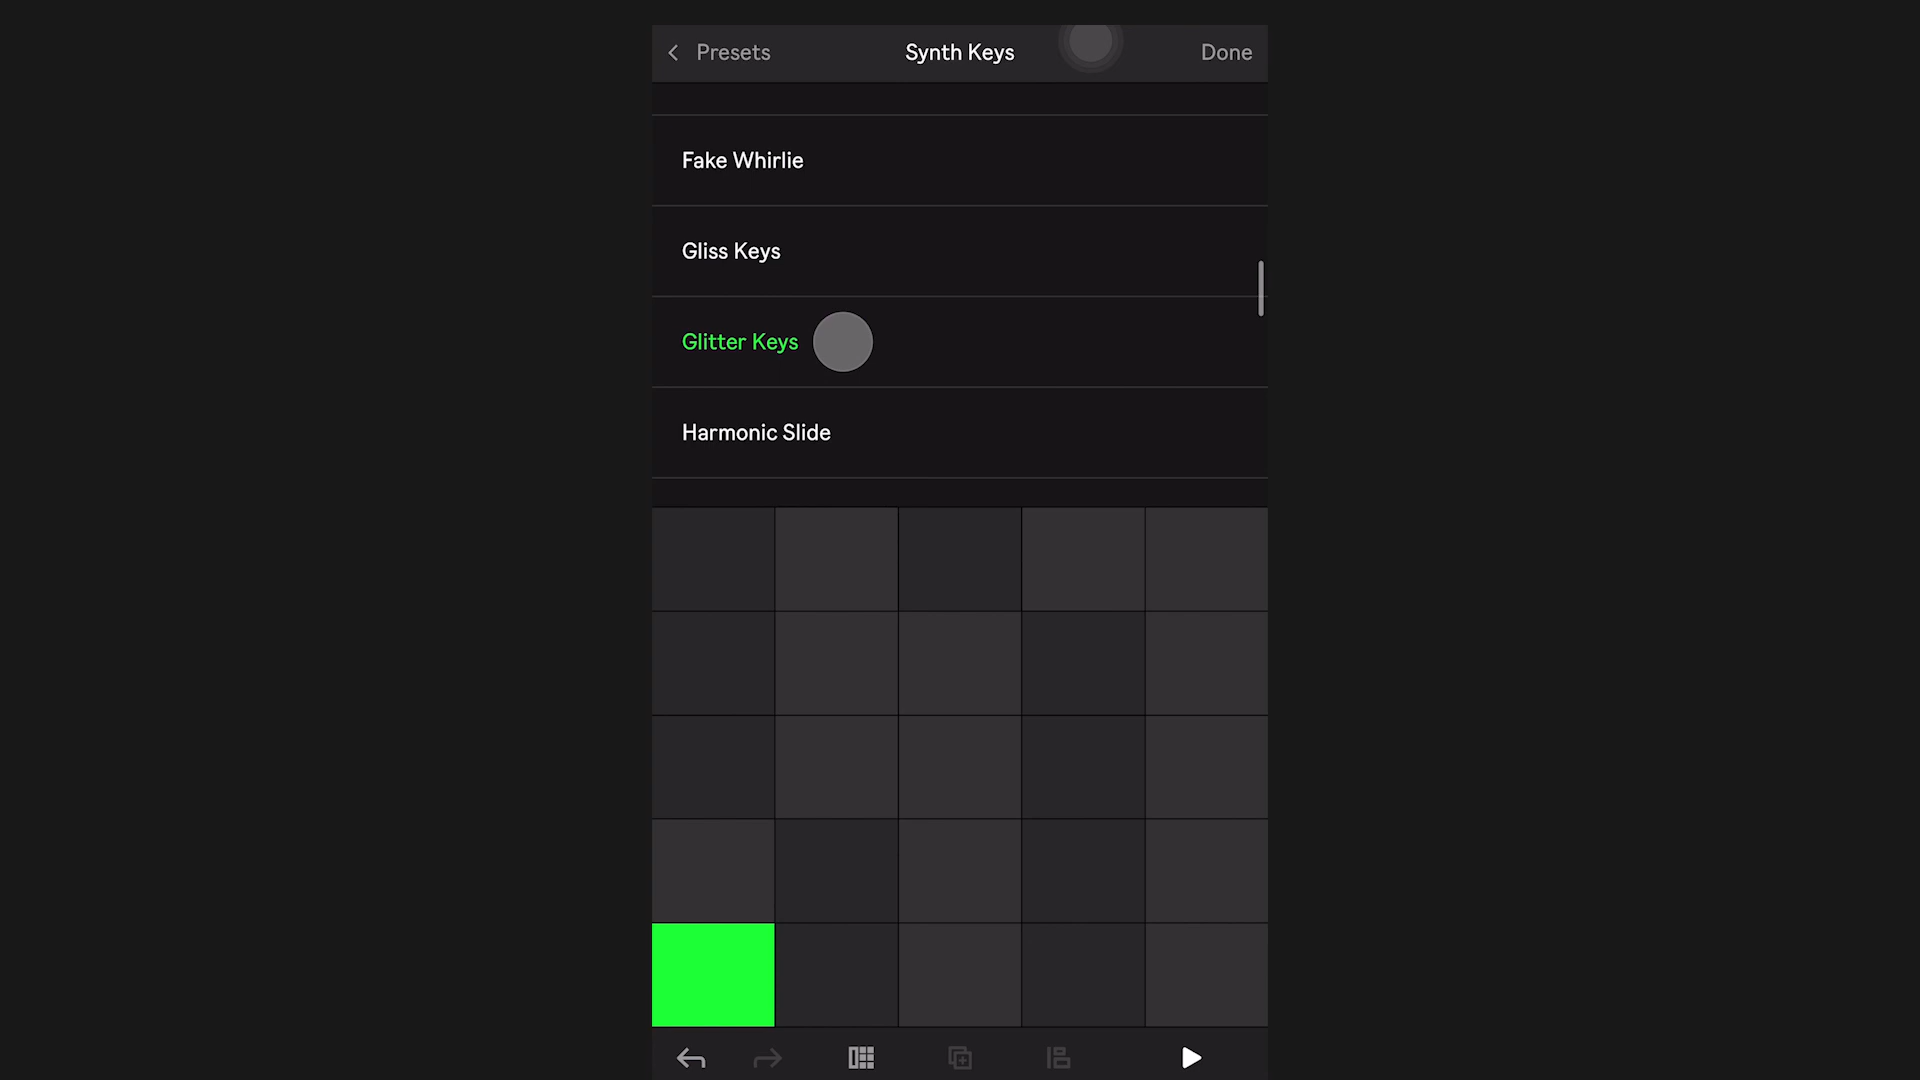 Presets
Synth Keys
Done
Fake Whirlie
Gliss Keys
Glitter Keys
Harmonic Slide